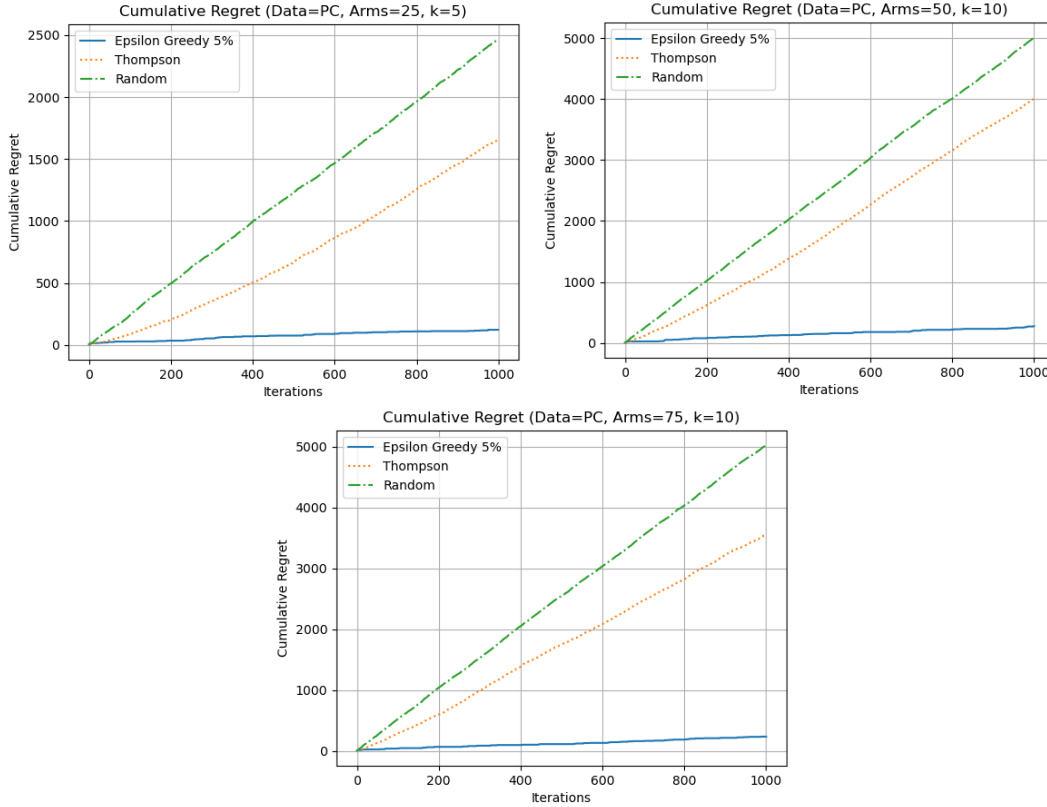 Cumulative Regret (Data=PC, Arms=25, k=5)
Epsilon Greedy 5%
Thompson
Random
Cumulative Regret
2500
2000
1500
1000
500
0
0 200 400 600 800 1000
Iterations
Cumulative Regret (Data=PC, Arms=50, k=10)
Epsilon Greedy 5%
Thompson
Random
Cumulative Regret
5000
4000
3000
2000
1000
0
0 200 400 600 800 1000
Iterations
Cumulative Regret (Data=PC, Arms=75, k=10)
Epsilon Greedy 5%
Thompson
Random
Cumulative Regret
5000
4000
3000
2000
1000
0
0 200 400 600 800 1000
Iterations